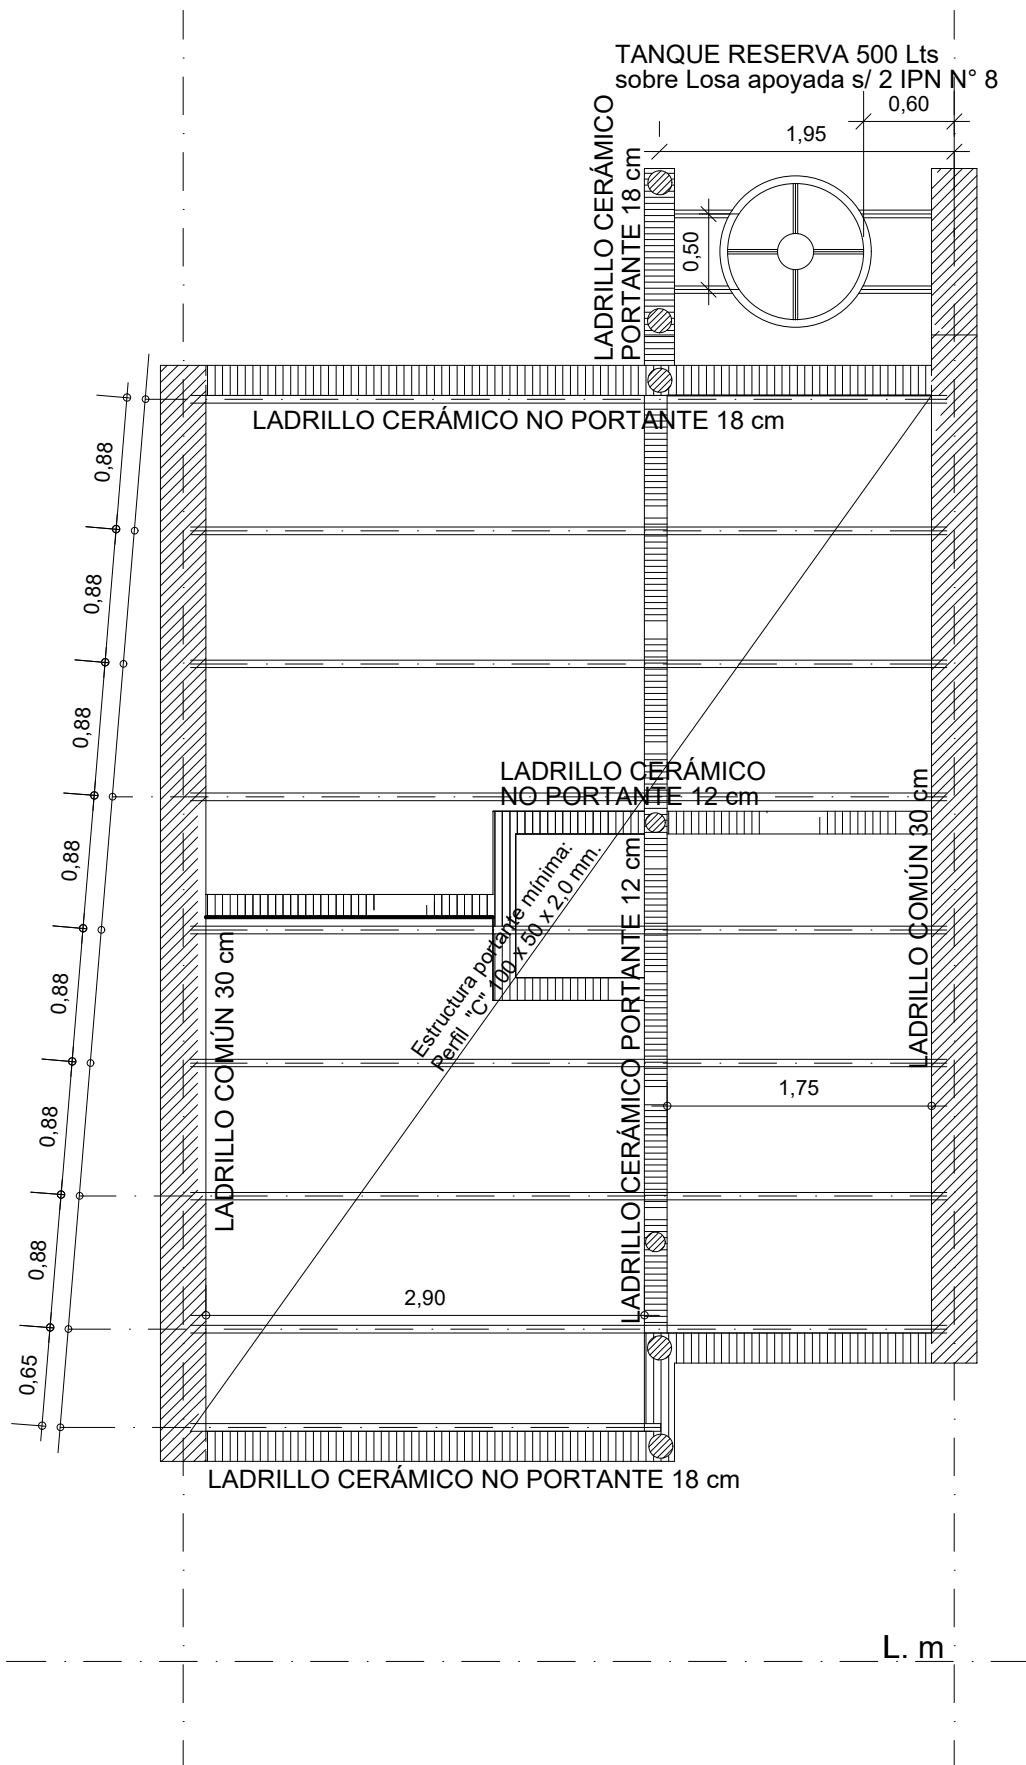 TANQUE RESERVA 500 Lts
sobre Losa apoyada s/ 2 IPN N° 8
0,60
1,95
LADRILLO CERÁMICO
PORTANTE 18 cm
0,50
LADRILLO CERÁMICO NO PORTANTE 18 cm
0,88
0,88
0,88
0,88
0,88
0,88
0,88
0,65
LADRILLO CERÁMICO
NO PORTANTE 12 cm
Estructura portante mínima:
Perfil "C" 100 x 50 x 2,0 mm.
LADRILLO COMÚN 30 cm
LADRILLO CERÁMICO PORTANTE 12 cm
LADRILLO COMÚN 30 cm
1,75
2,90
LADRILLO CERÁMICO NO PORTANTE 18 cm
L. m